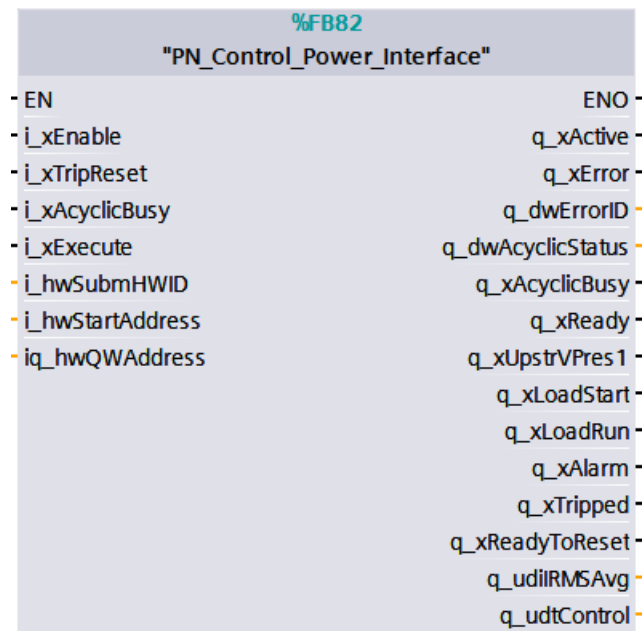 %FB82
"PN_Control_Power_Interface"
EN ENO
i_xEnable q_xActive
i_xTripReset q_xError
i_xAcyclicBusy q_dwErrorID
i_xExecute q_dwAcyclicStatus
i_hwSubmHWID q_xAcyclicBusy
i_hwStartAddress q_xReady
iq_hwQWAddress q_xUpstrVPres1
q_xLoadStart
q_xLoadRun
q_xAlarm
q_xTripped
q_xReadyToReset
q_udiIRMSAvg
q_udtControl